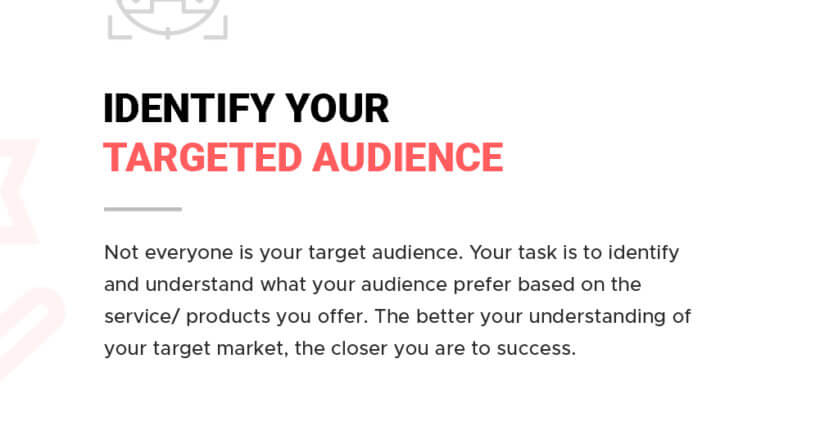 IDENTIFY YOUR
TARGETED AUDIENCE
Not everyone is your target audience. Your task is to identify
and understand what your audience prefer based on the
service/ products you offer. The better your understanding of
your target market, the closer you are to success.